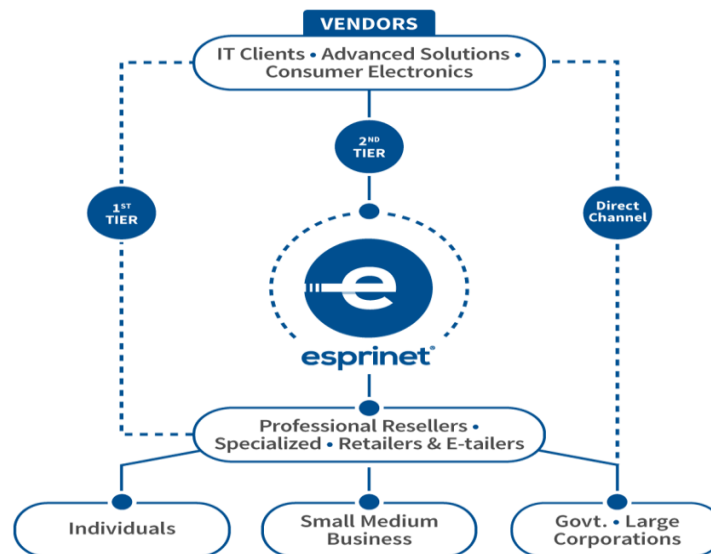 VENDORS
IT Clients • Advanced Solutions •
Consumer Electronics
2ND
TIER
1ST
TIER
Direct
Channel
e
esprinet®
Professional Resellers •
Specialized • Retailers & E-tailers
Individuals
Small Medium
Business
Govt. • Large
Corporations